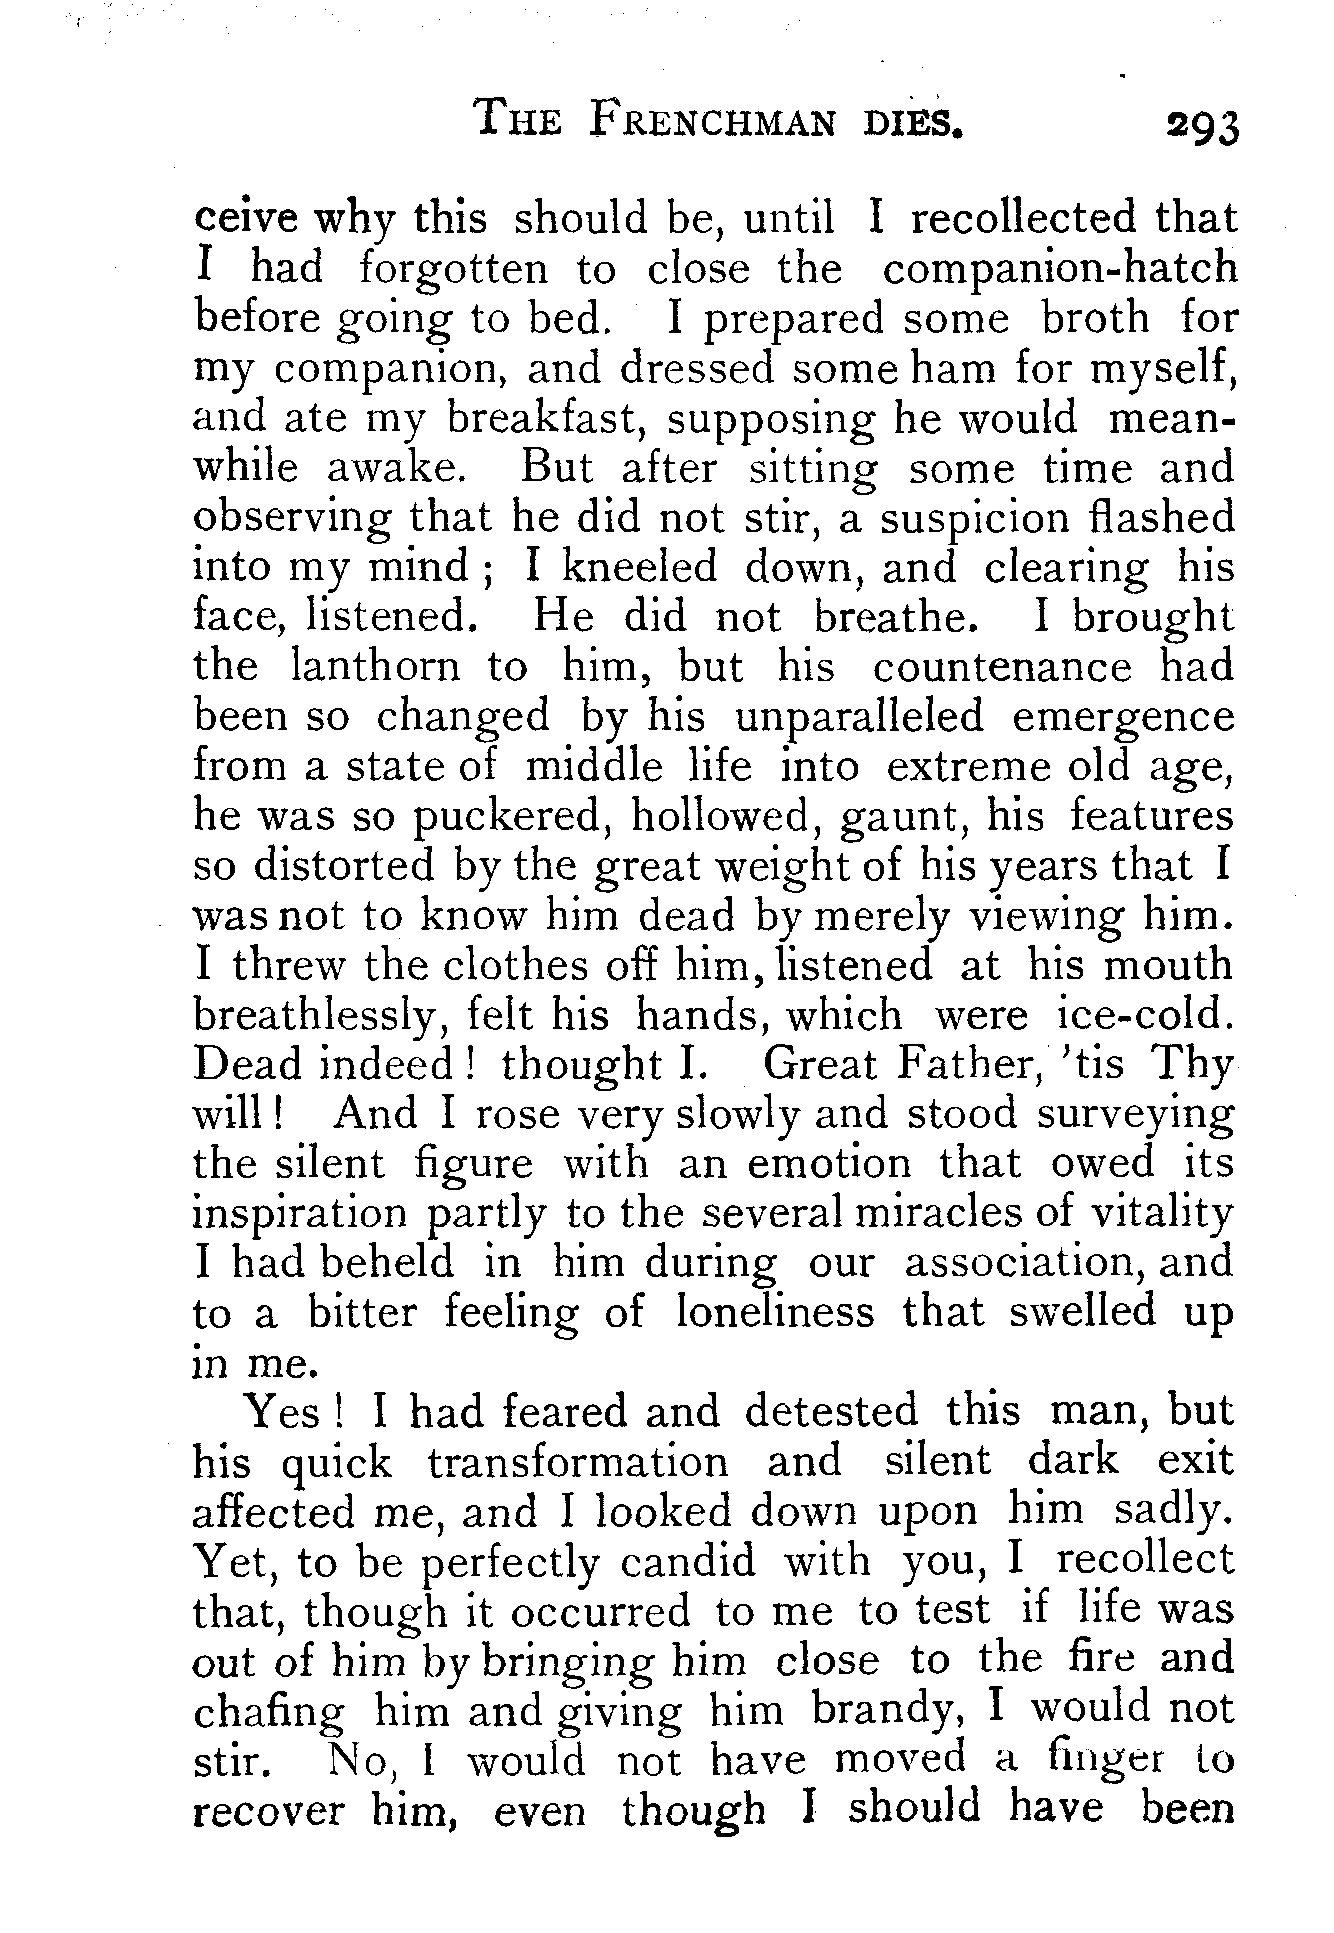 THE FRENCHMAN DIES. 293
ceive why this should be, until I recollected that
I had forgotten to close the companion-hatch
before going to bed. I prepared some broth for
my companion, and dressed some ham for myself,
and ate my breakfast, supposing he would mean-
while awake. But after sitting some time and
observing that he did not stir, a suspicion flashed
into my mind ; I kneeled down, and clearing his
face, listened. He did not breathe. I brought
the lanthorn to him, but his countenance had
been so changed by his unparalleled emergence
from a state of middle life into extreme old age,
he was so puckered, hollowed, gaunt, his features
so distorted by the great weight of his years that I
was not to know him dead by merely viewing him.
I threw the clothes off him, listened at his mouth
breathlessly, felt his hands, which were ice-cold.
Dead indeed ! thought I. Great Father, 'tis Thy
will ! And I rose very slowly and stood surveying
the silent figure with an emotion that owed its
inspiration partly to the several miracles of vitality
I had beheld in him during our association, and
to a bitter feeling of loneliness that swelled up
in me.
Yes ! I had feared and detested this man, but
his quick transformation and silent dark exit
affected me, and I looked down upon him sadly.
Yet, to be perfectly candid with you, I recollect
that, though it occurred to me to test if life was
out of him by bringing him close to the fire and
chafing him and giving him brandy, I would not
stir. No, I would not have moved a finger to
recover him, even though I should have been